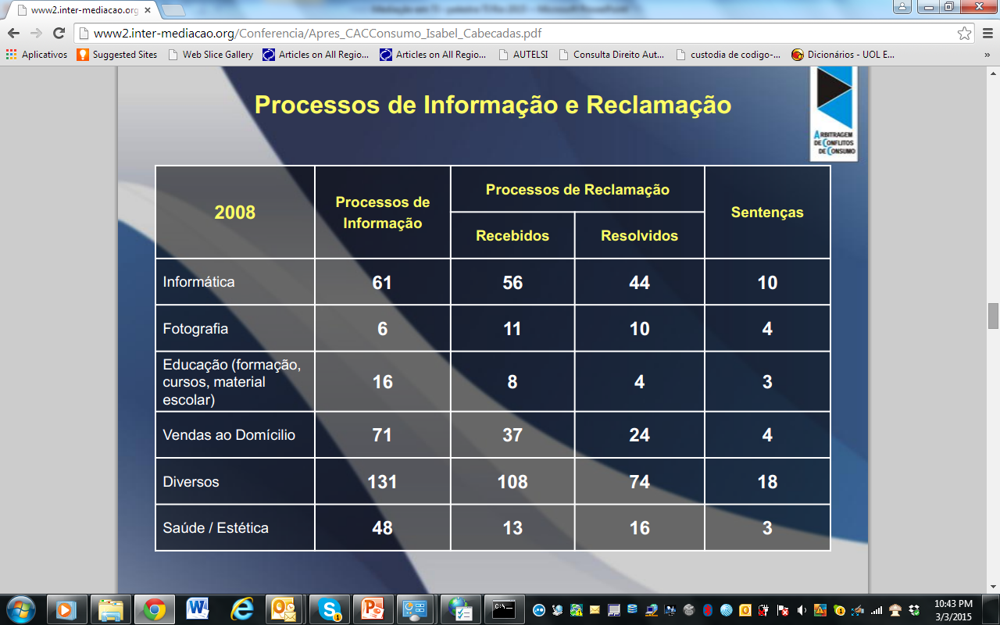 www2.inter-mediacao.org
www2.inter-mediacao.org/Conferencia/Apres_CACConsumo_Isabel_Cabecadas.pdf
Aplicativos Suggested Sites Web Slice Gallery Articles on All Regio... Articles on All Regio... AUTELSI Consulta Direito Aut... custodia de codigo-... Dicionários - UOL E... »
Processos de Informação e Reclamação
ARBITRAGEM
DE CONFLITOS
DE CONSUMO
2008
Processos de
Informação
Processos de Reclamação
Recebidos Resolvidos
Sentenças
Informática 61 56 44 10
Fotografia 6 11 10 4
Educação (formação,
cursos, material
escolar) 16 8 4 3
Vendas ao Domícilio 71 37 24 4
Diversos 131 108 74 18
Saúde / Estética 48 13 16 3
10:43 PM
3/3/2015